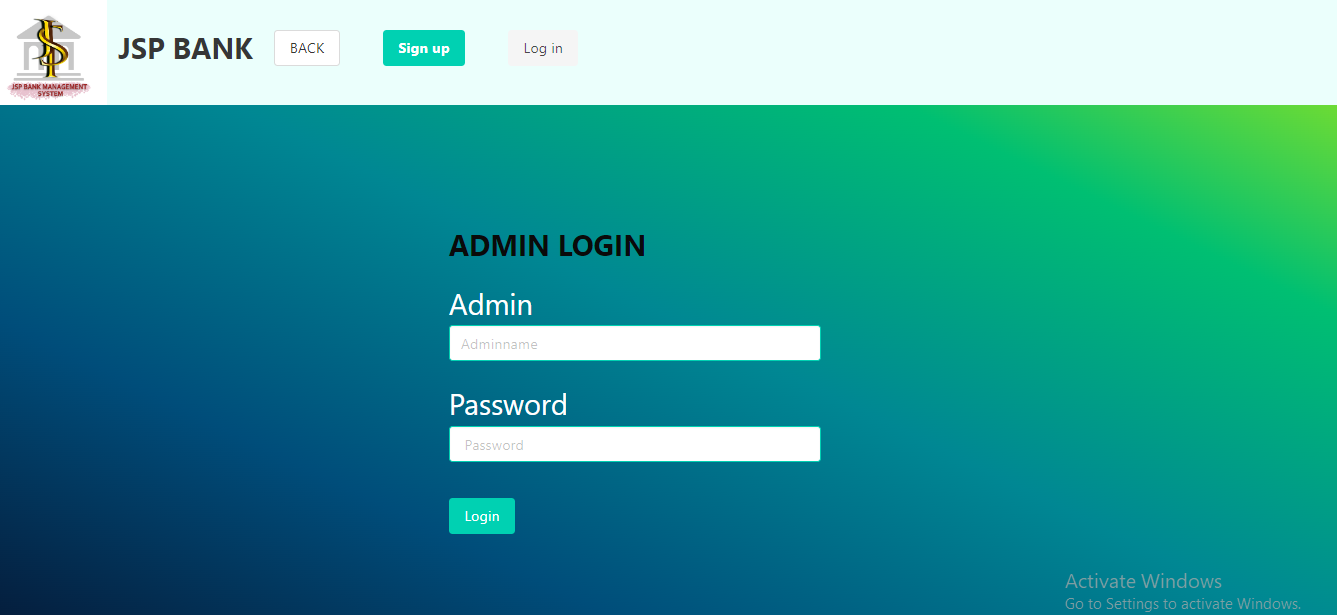 JSP BANK MANAGEMENT
SYSTEM
JSP BANK
BACK
Sign up
Log in
ADMIN LOGIN
Admin
Adminname
Password
Password
Login
Activate Windows
Go to Settings to activate Windows.